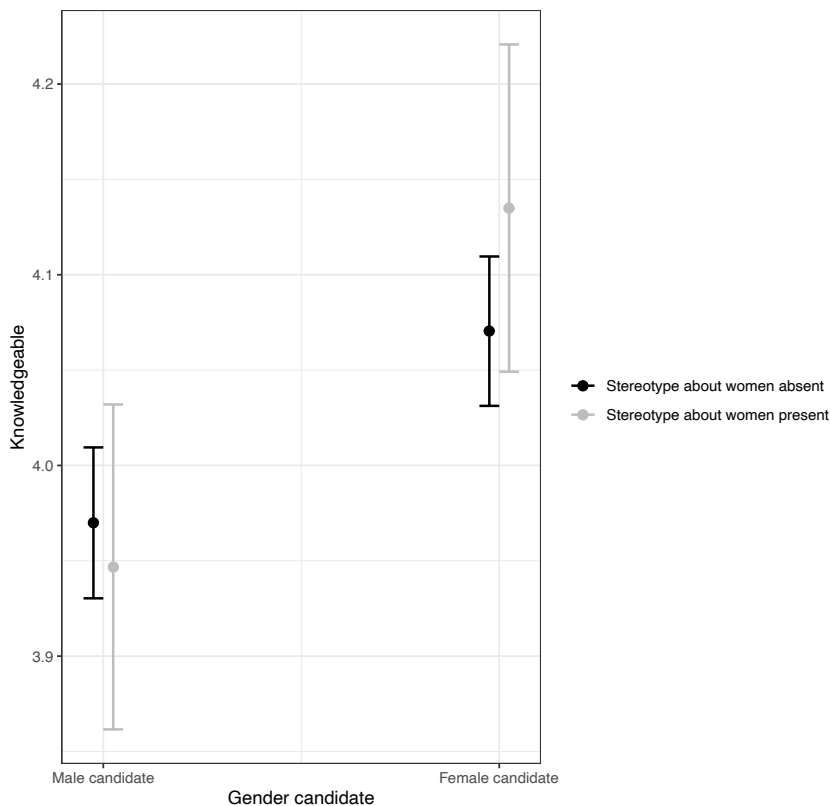 4.2
4.1
4.0
3.9
Knowledgeable
Male candidate
Female candidate
Gender candidate
Stereotype about women absent
Stereotype about women present